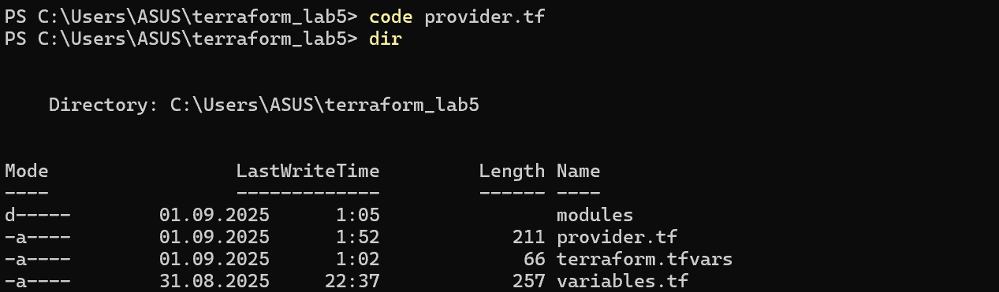 PS C:\Users\ASUS\terraform_lab5> code provider.tf
PS C:\Users\ASUS\terraform_lab5> dir
Directory: C:\Users\ASUS\terraform_lab5
Mode LastWriteTime Length Name
---- ------------- ------ ----
d----- 01.09.2025 1:05 modules
-a---- 01.09.2025 1:52 211 provider.tf
-a---- 01.09.2025 1:02 66 terraform.tfvars
-a---- 31.08.2025 22:37 257 variables.tf